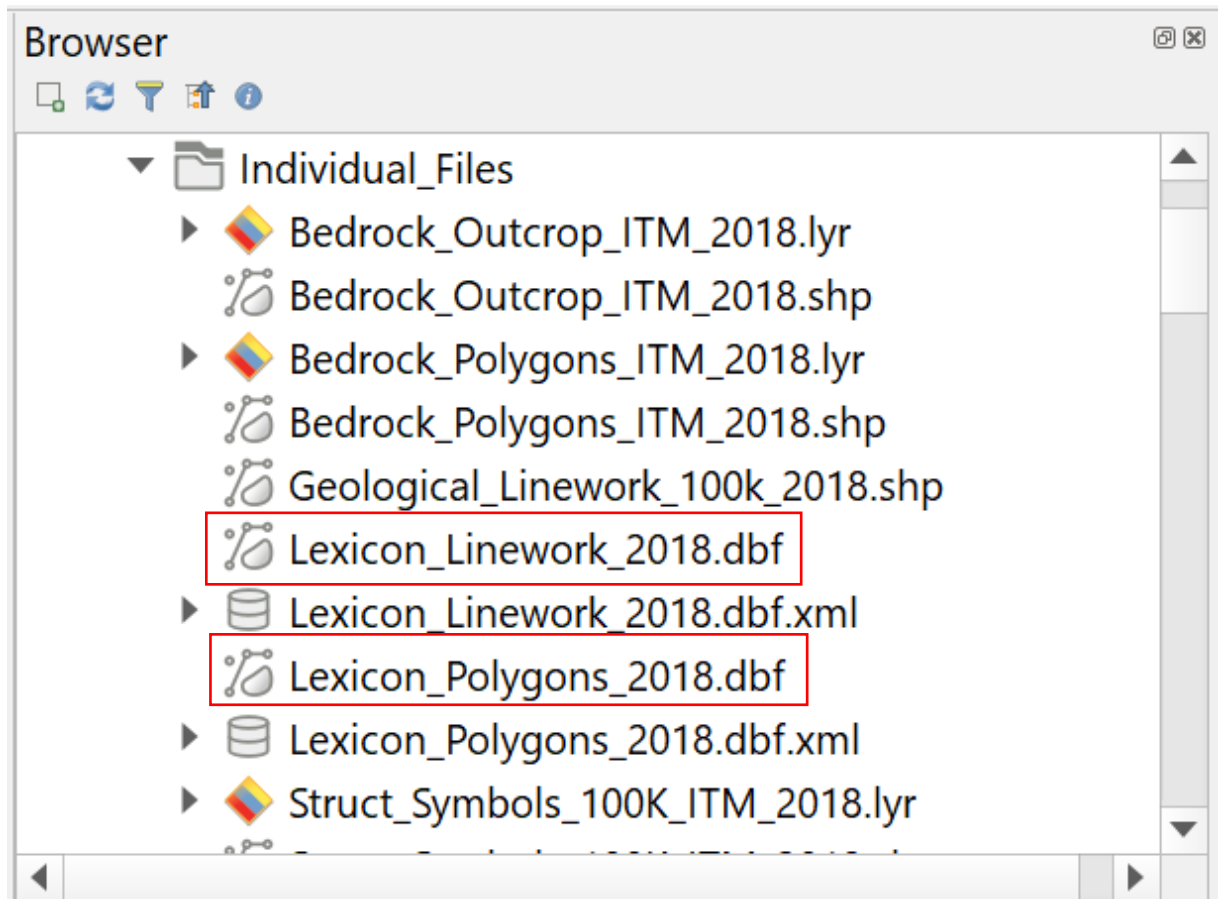 Browser
Individual_Files
Bedrock_Outcrop_ITM_2018.lyr
Bedrock_Outcrop_ITM_2018.shp
Bedrock_Polygons_ITM_2018.lyr
Bedrock_Polygons_ITM_2018.shp
Geological_Linework_100k_2018.shp
Lexicon_Linework_2018.dbf
Lexicon_Linework_2018.dbf.xml
Lexicon_Polygons_2018.dbf
Lexicon_Polygons_2018.dbf.xml
Struct_Symbols_100K_ITM_2018.lyr